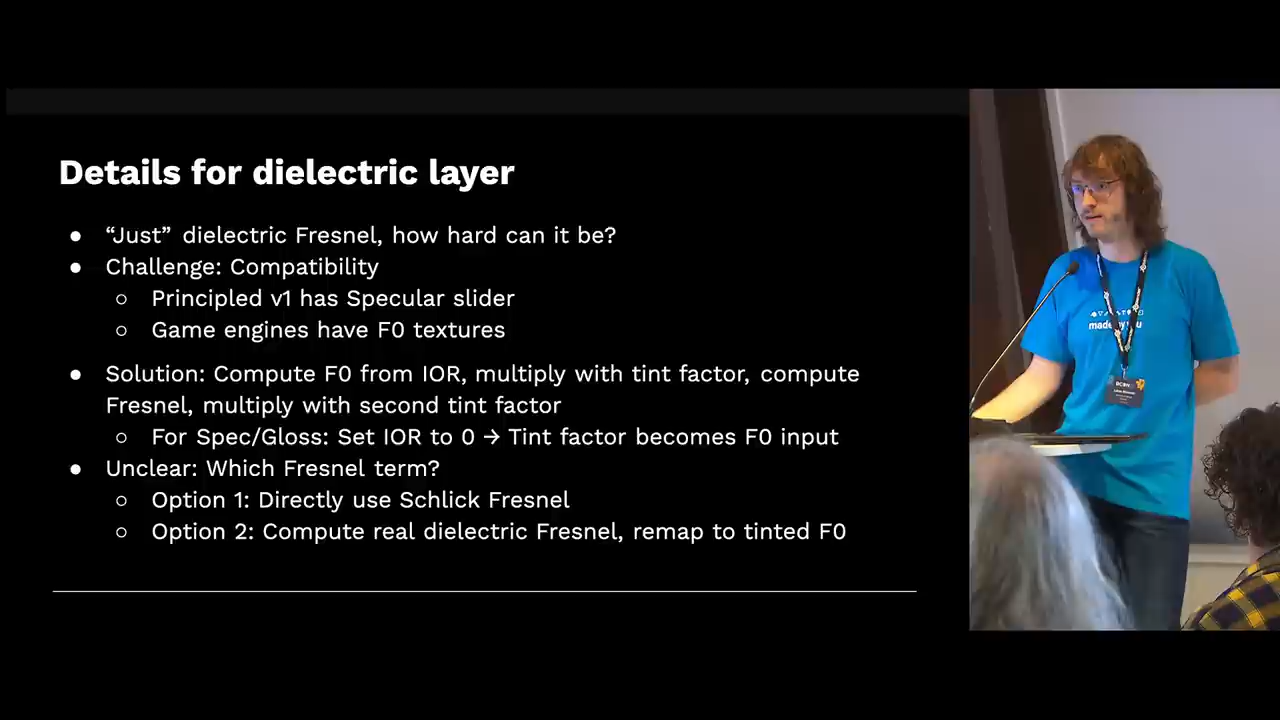 Details for dielectric layer
● “Just” dielectric Fresnel, how hard can it be?
● Challenge: Compatibility
○ Principled v1 has Specular slider
○ Game engines have F0 textures
● Solution: Compute F0 from IOR, multiply with tint factor, compute
Fresnel, multiply with second tint factor
○ For Spec/Gloss: Set IOR to 0 → Tint factor becomes F0 input
● Unclear: Which Fresnel term?
○ Option 1: Directly use Schlick Fresnel
○ Option 2: Compute real dielectric Fresnel, remap to tinted F0
made by you